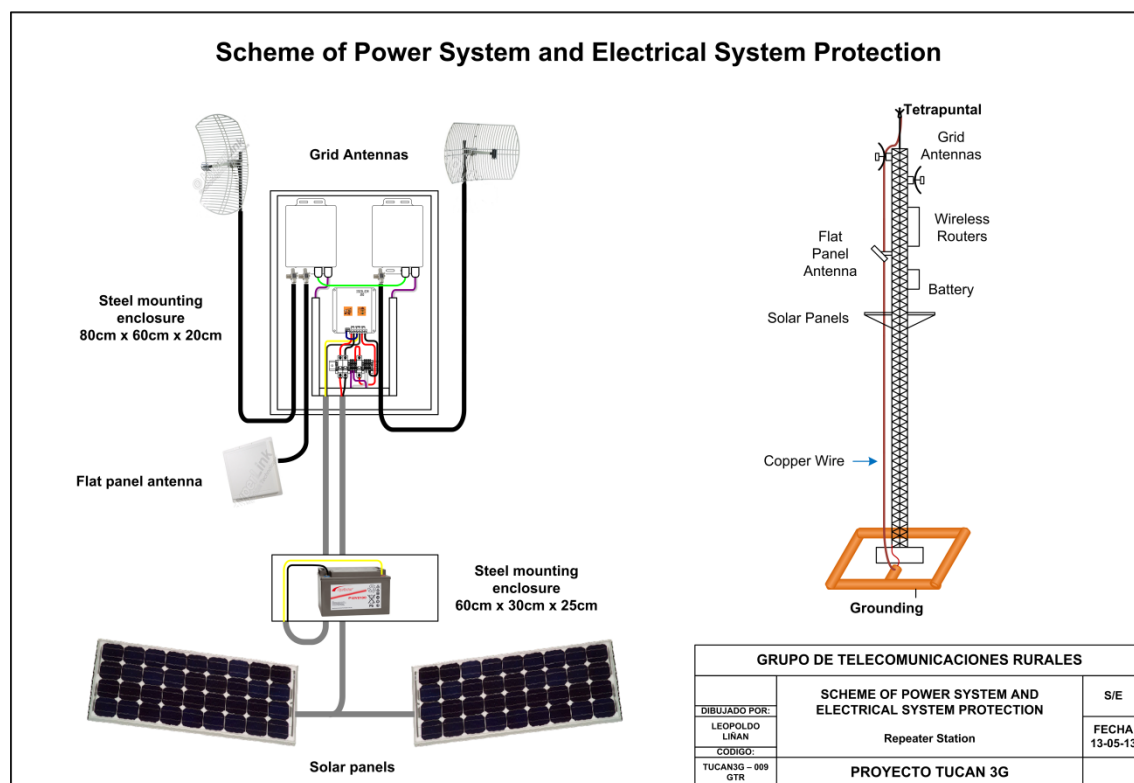 Scheme of Power System and Electrical System Protection
Grid Antennas
Steel mounting
enclosure
80cm x 60cm x 20cm
Flat panel antenna
Steel mounting
enclosure
60cm x 30cm x 25cm
Solar panels
Tetrapuntal
Grid
Antennas
Wireless
Routers
Flat
Panel
Antenna
Battery
Solar Panels
Copper Wire
Grounding
GRUPO DE TELECOMUNICACIONES RURALES
DIBUJADO POR:
LEOPOLDO
LIÑAN
CODIGO:
TUCAN3G – 009
GTR
SCHEME OF POWER SYSTEM AND
ELECTRICAL SYSTEM PROTECTION
Repeater Station
PROYECTO TUCAN 3G
S/E
FECHA
13-05-13